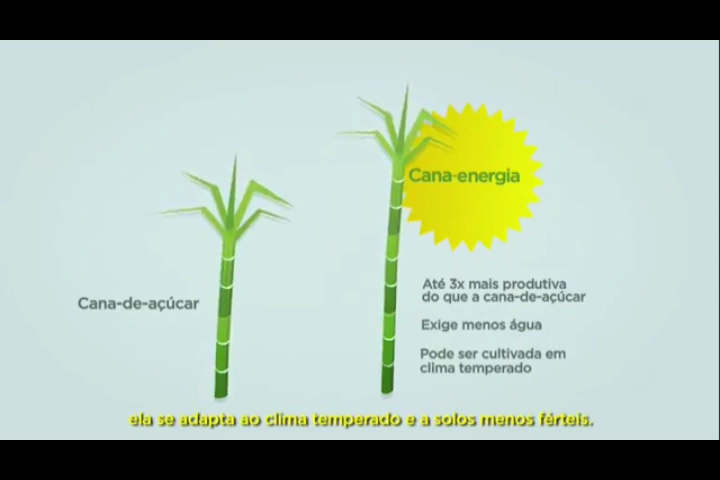 Cana-energia
Cana-de-açúcar
Até 3x mais produtiva
do que a cana-de-açúcar
Exige menos água
Pode ser cultivada em
clima temperado
ela se adapta ao clima temperado e a solos menos férteis.